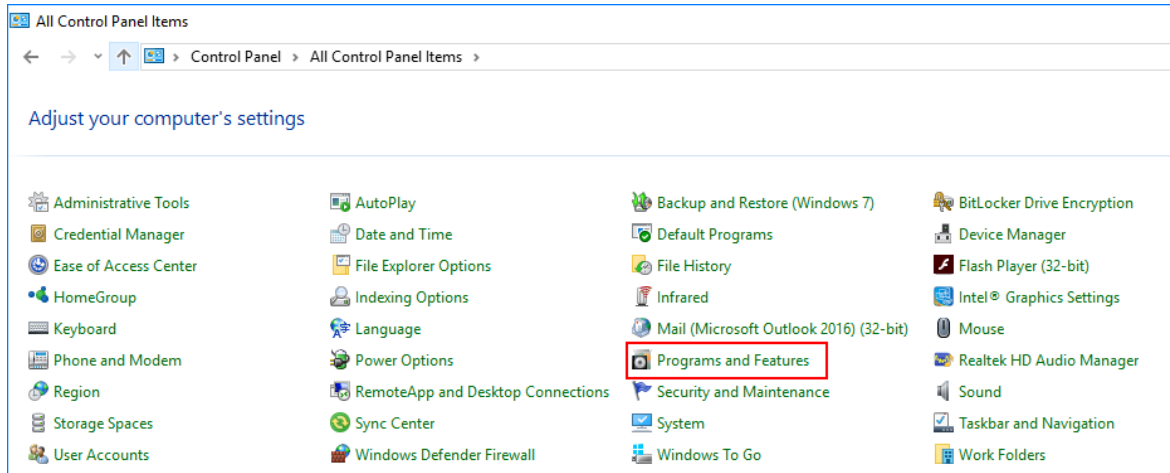 All Control Panel Items
Control Panel > All Control Panel Items >
Adjust your computer's settings
Administrative Tools AutoPlay Backup and Restore (Windows 7) BitLocker Drive Encryption
Credential Manager Date and Time Default Programs Device Manager
Ease of Access Center File Explorer Options File History Flash Player (32-bit)
HomeGroup Indexing Options Infrared Intel® Graphics Settings
Keyboard Language Mail (Microsoft Outlook 2016) (32-bit) Mouse
Phone and Modem Power Options Programs and Features Realtek HD Audio Manager
Region RemoteApp and Desktop Connections Security and Maintenance Sound
Storage Spaces Sync Center System Taskbar and Navigation
User Accounts Windows Defender Firewall Windows To Go Work Folders